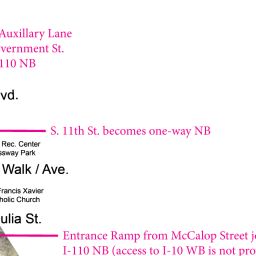 Auxillary Lane
vernment St.
110 NB
vd.
S. 11th St. becomes one-way NB
Rec. Center
ssway Park
Walk / Ave.
Francis Xavier
holic Church
ulia St.
Entrance Ramp from McCalop Street j
I-110 NB (access to I-10 WB is not pro